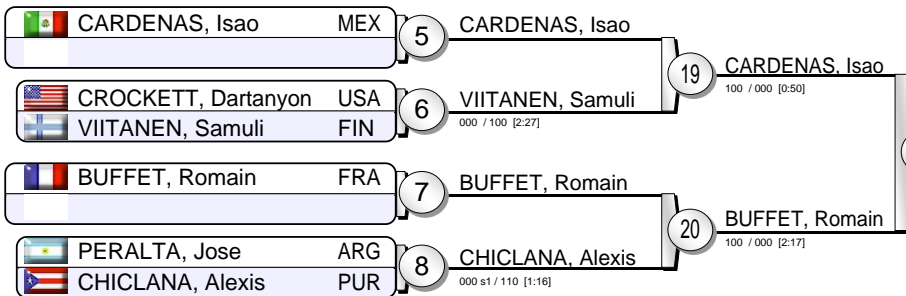 CARDENAS, Isao MEX
5
CARDENAS, Isao
CROCKETT, Dartanyon USA
VIITANEN, Samuli FIN
6
VIITANEN, Samuli
000 / 100 [2:27]
19
CARDENAS, Isao
100 / 000 [0:50]
BUFFET, Romain FRA
7
BUFFET, Romain
PERALTA, Jose ARG
CHICLANA, Alexis PUR
8
CHICLANA, Alexis
000 s1 / 110 [1:16]
20
BUFFET, Romain
100 / 000 [2:17]